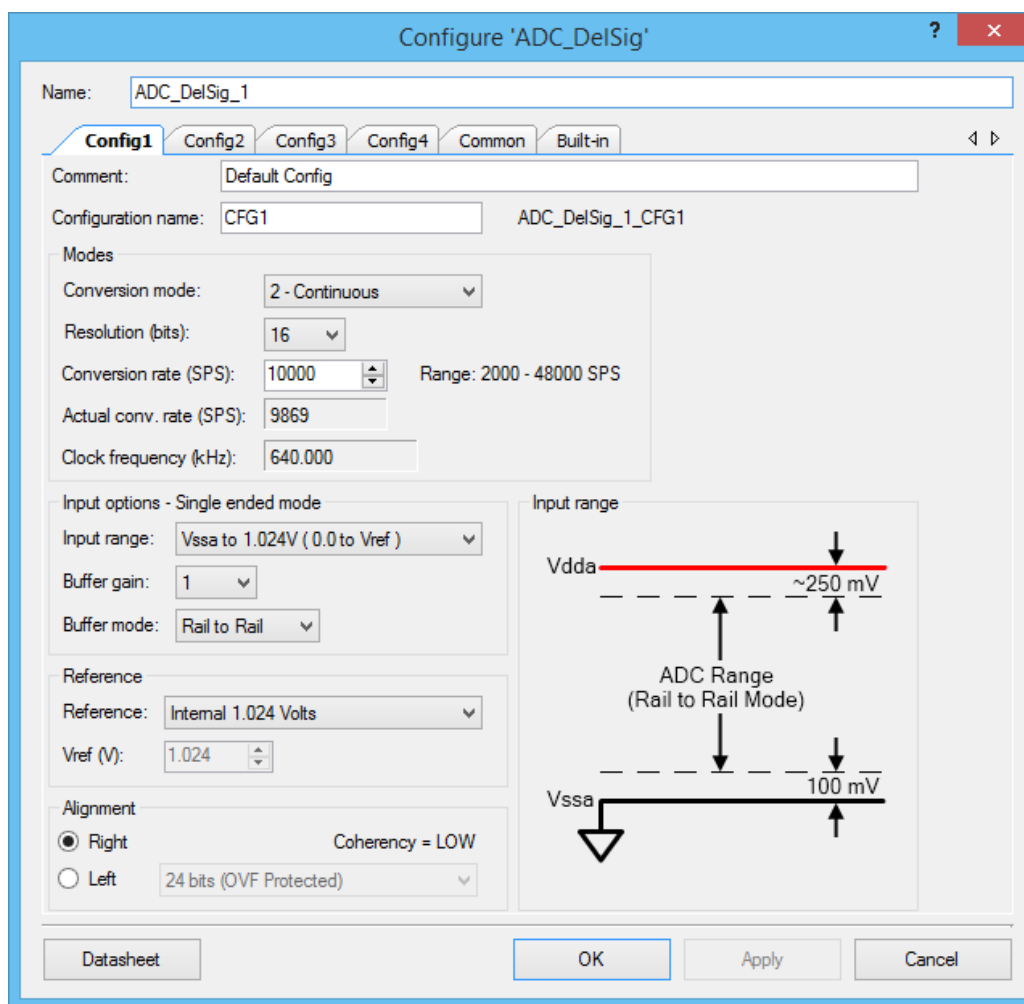 Configure 'ADC_DelSig'
?
×
Name: ADC_DelSig_1
Config1 Config2 Config3 Config4 Common Built-in
Comment: Default Config
Configuration name: CFG1 ADC_DelSig_1_CFG1
Modes
Conversion mode: 2 - Continuous
Resolution (bits): 16
Conversion rate (SPS): 10000 Range: 2000 - 48000 SPS
Actual conv. rate (SPS): 9869
Clock frequency (kHz): 640.000
Input options - Single ended mode
Input range: Vssa to 1.024V ( 0.0 to Vref )
Buffer gain: 1
Buffer mode: Rail to Rail
Reference
Reference: Internal 1.024 Volts
Vref (V): 1.024
Alignment
Right Coherency = LOW
Left 24 bits (OVF Protected)
Input range
Vdda
~250 mV
ADC Range
(Rail to Rail Mode)
100 mV
Vssa
Datasheet OK Apply Cancel